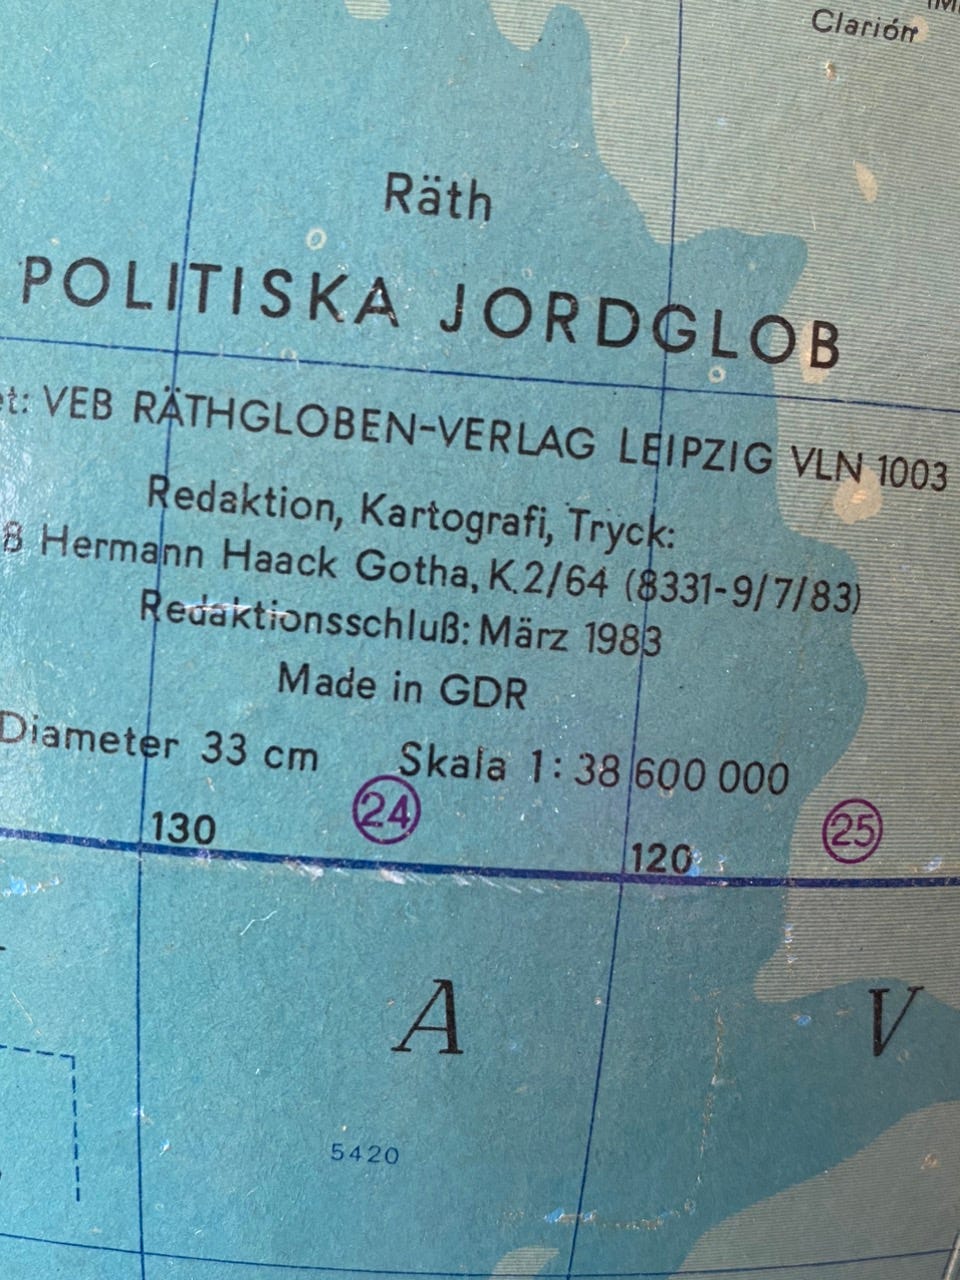 Clarión
Räth
POLITISKA JORDGLOB
VEB RÄTHGLOBEN-VERLAG LEIPZIG VLN 1003
Redaktion, Kartografi, Tryck:
Hermann Haack Gotha, K.2/64 (8331-9/7/83)
Redaktionsschluß: März 1983
Made in GDR
Diameter 33 cm Skala 1:38 600 000
24 25
130 120
A V
5420